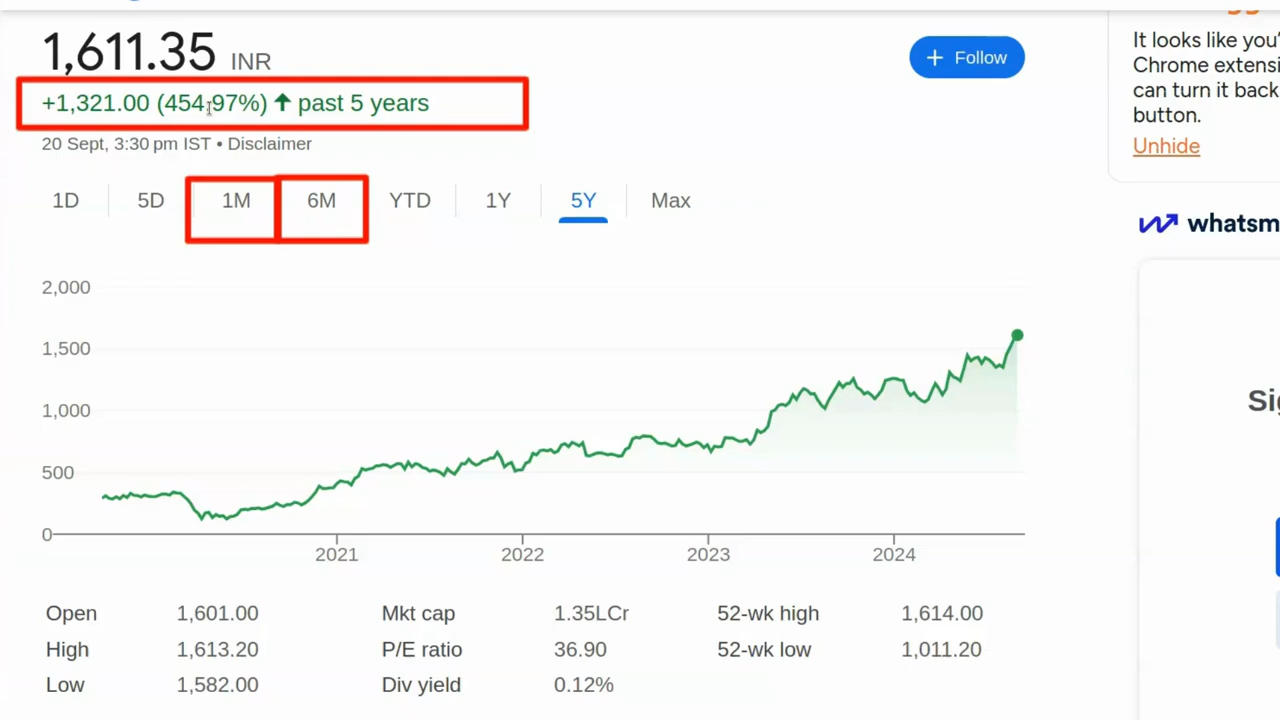 1,611.35 INR
+ Follow
+1,321.00 (454.97%) ↑ past 5 years
20 Sept, 3:30 pm IST • Disclaimer
1D 5D 1M 6M YTD 1Y 5Y Max
2,000
1,500
1,000
500
0
2021 2022 2023 2024
Open 1,601.00 Mkt cap 1.35LCr 52-wk high 1,614.00
High 1,613.20 P/E ratio 36.90 52-wk low 1,011.20
Low 1,582.00 Div yield 0.12%
It looks like you'
Chrome extensi
can turn it back
button.
Unhide
whatsm
Sig